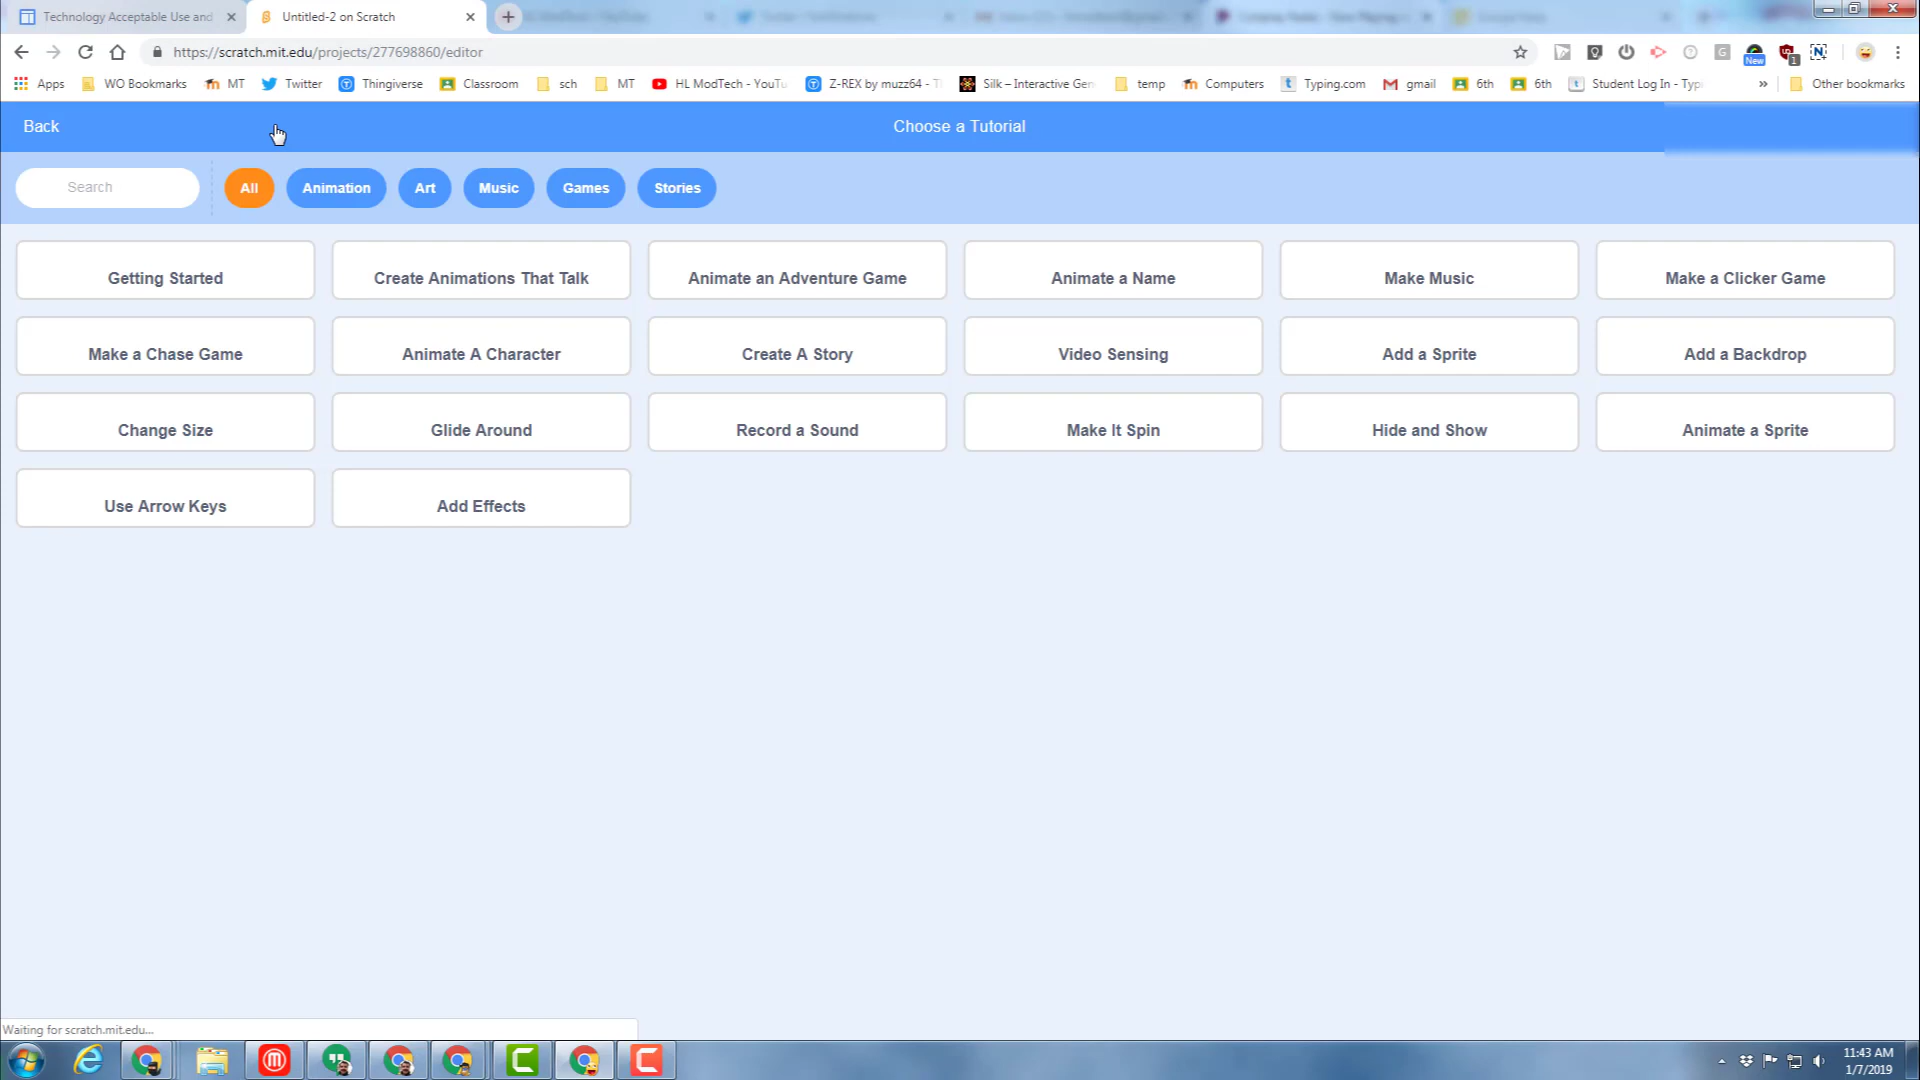 Technology Acceptable Use and
Untitled-2 on Scratch
https://scratch.mit.edu/projects/277698860/editor
New
1
Apps
WO Bookmarks
MT
Twitter
Thingiverse
Classroom
sch
MT
HL ModTech - YouTu
Z-REX by muzz64 - T
Silk – Interactive Gen
temp
Computers
Typing.com
gmail
6th
6th
Student Log In - Typi
»
Other bookmarks
Back
Choose a Tutorial
Search
All
Animation
Art
Music
Games
Stories
Getting Started
Create Animations That Talk
Animate an Adventure Game
Animate a Name
Make Music
Make a Clicker Game
Make a Chase Game
Animate A Character
Create A Story
Video Sensing
Add a Sprite
Add a Backdrop
Change Size
Glide Around
Record a Sound
Make It Spin
Hide and Show
Animate a Sprite
Use Arrow Keys
Add Effects
Waiting for scratch.mit.edu...
11:43 AM
1/7/2019